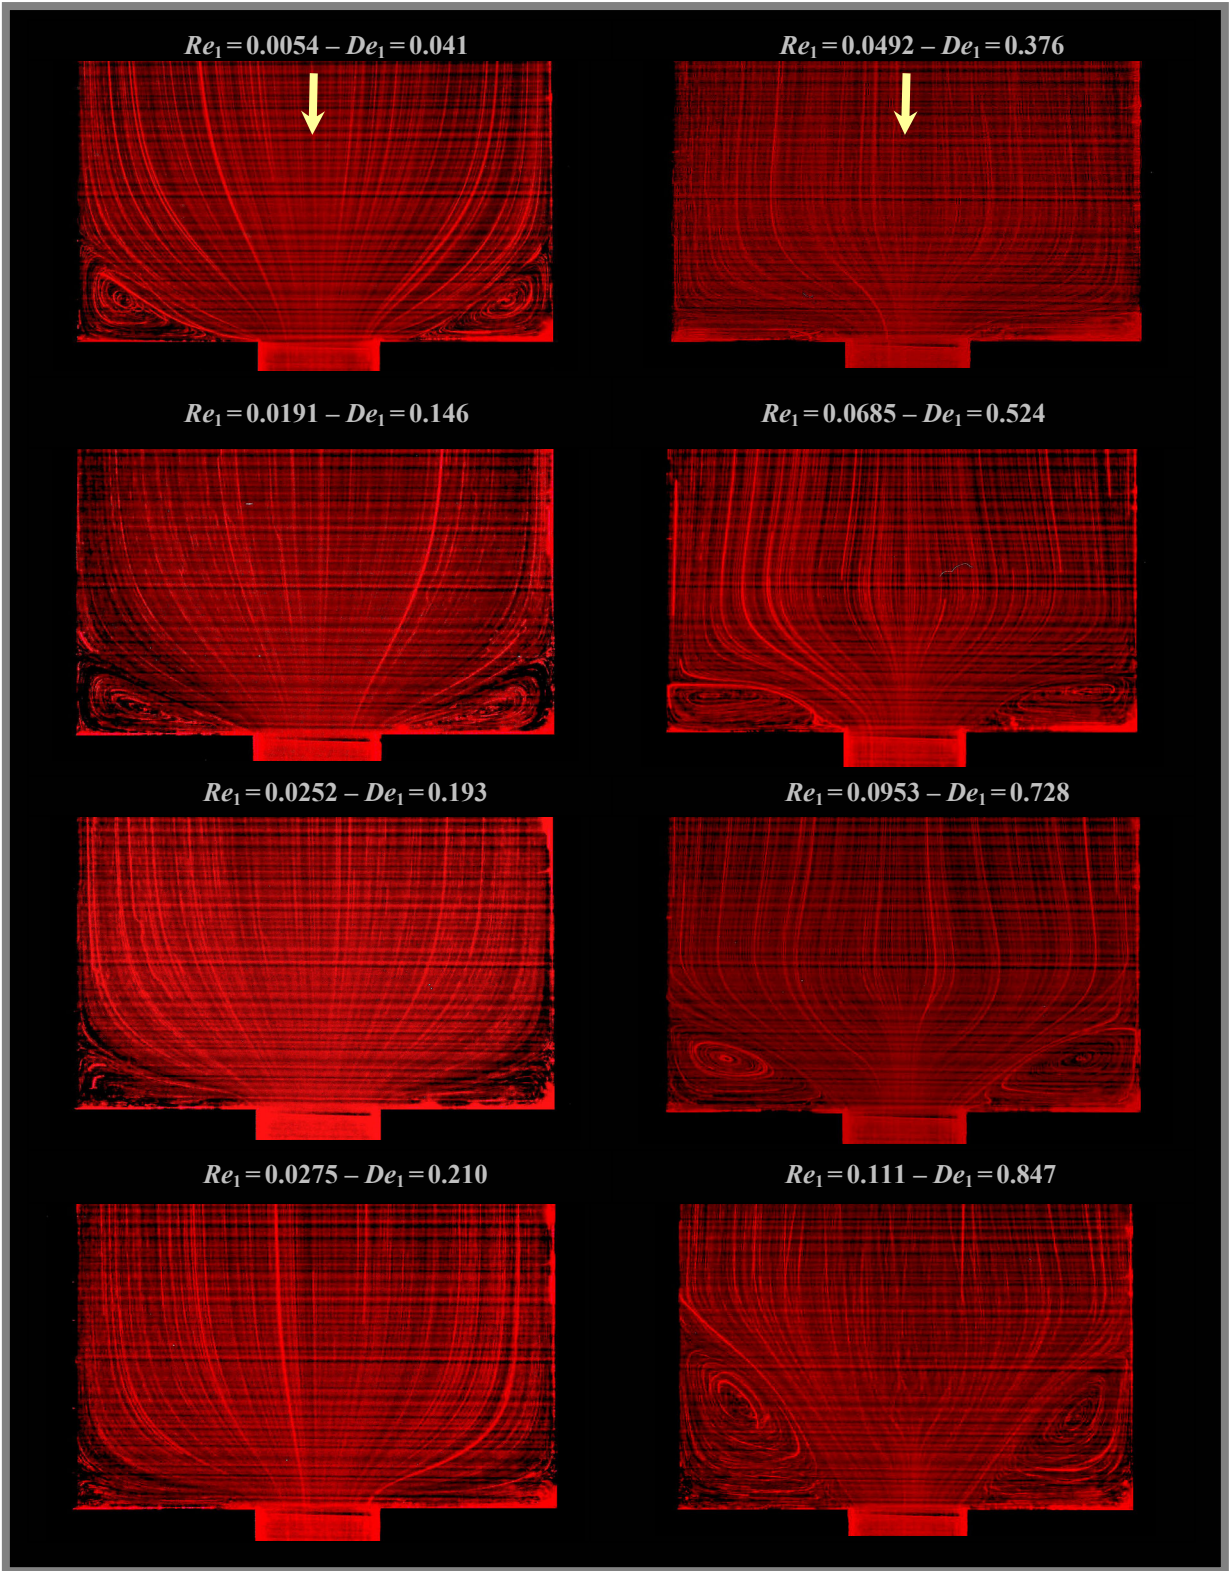 Re1 = 0.0054 – De1 = 0.041
Re1 = 0.0492 – De1 = 0.376
Re1 = 0.0191 – De1 = 0.146
Re1 = 0.0685 – De1 = 0.524
Re1 = 0.0252 – De1 = 0.193
Re1 = 0.0953 – De1 = 0.728
Re1 = 0.0275 – De1 = 0.210
Re1 = 0.111 – De1 = 0.847